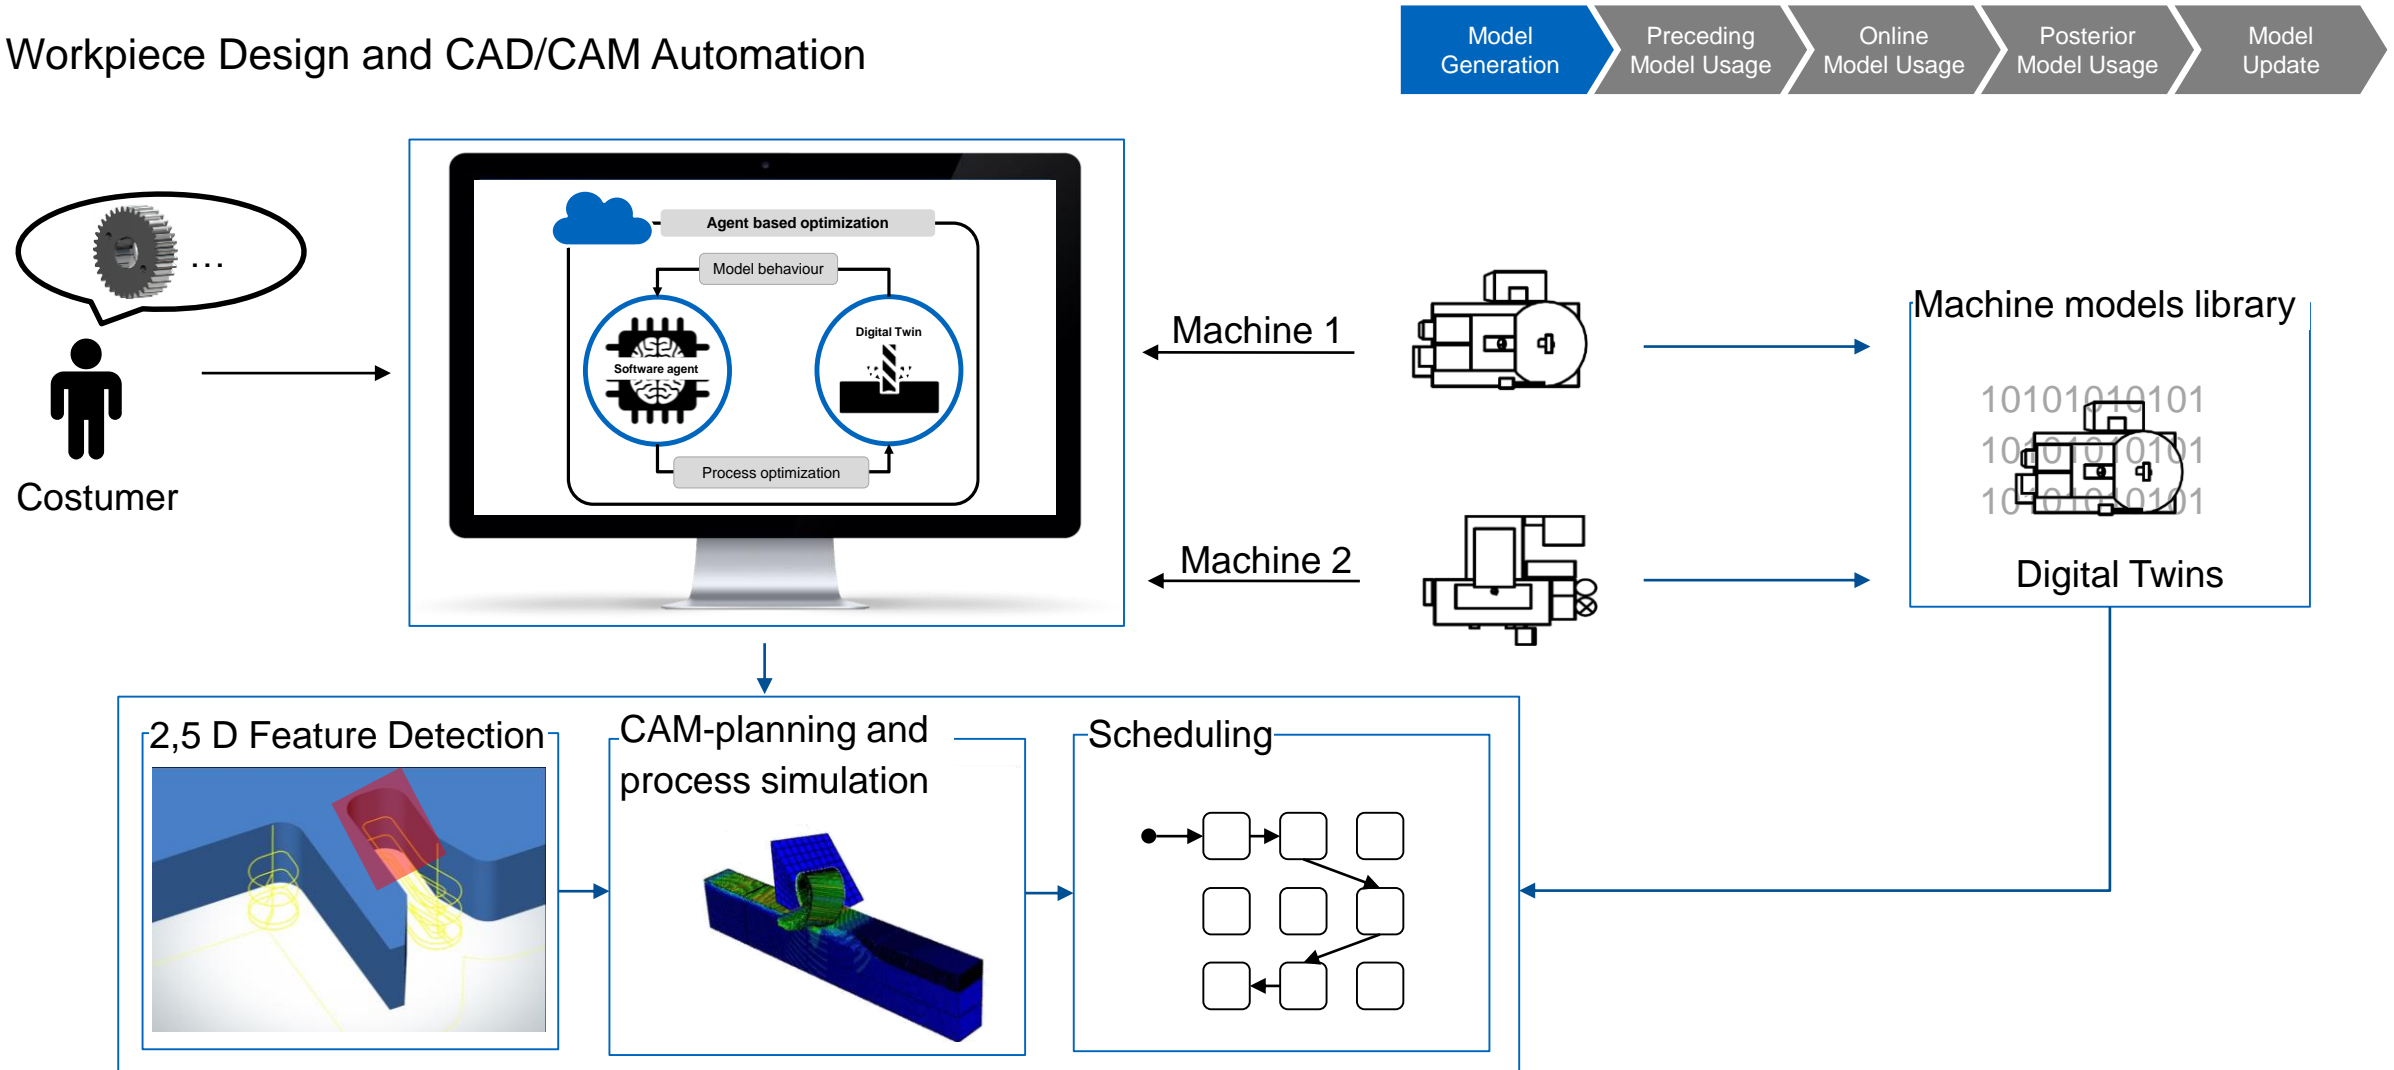 Workpiece Design and CAD/CAM Automation
Model
Generation
Preceding
Model Usage
Online
Model Usage
Posterior
Model Usage
Model
Update
...
Costumer
Agent based optimization
Model behaviour
Software agent
Digital Twin
Process optimization
Machine 1
Machine 2
Machine models library
10101010101
10101010101
10101010101
Digital Twins
2,5 D Feature Detection
CAM-planning and
process simulation
Scheduling